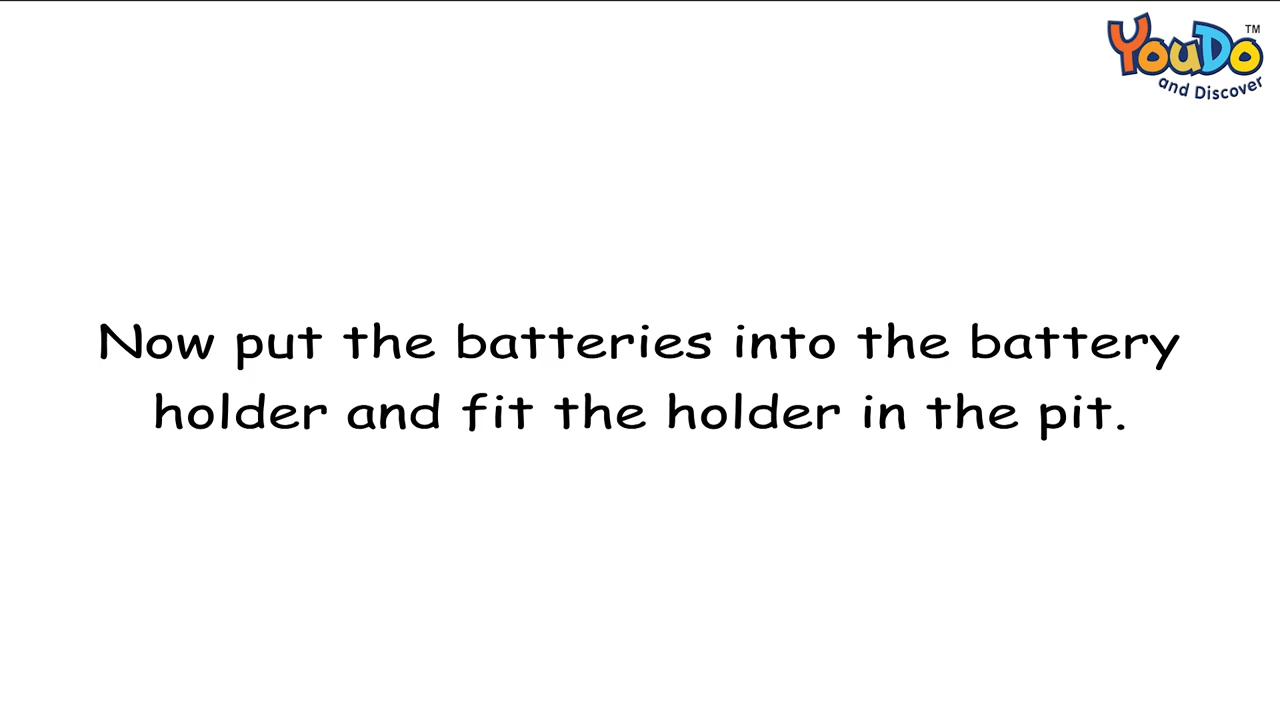 YouDo™
and Discover
Now put the batteries into the battery
holder and fit the holder in the pit.